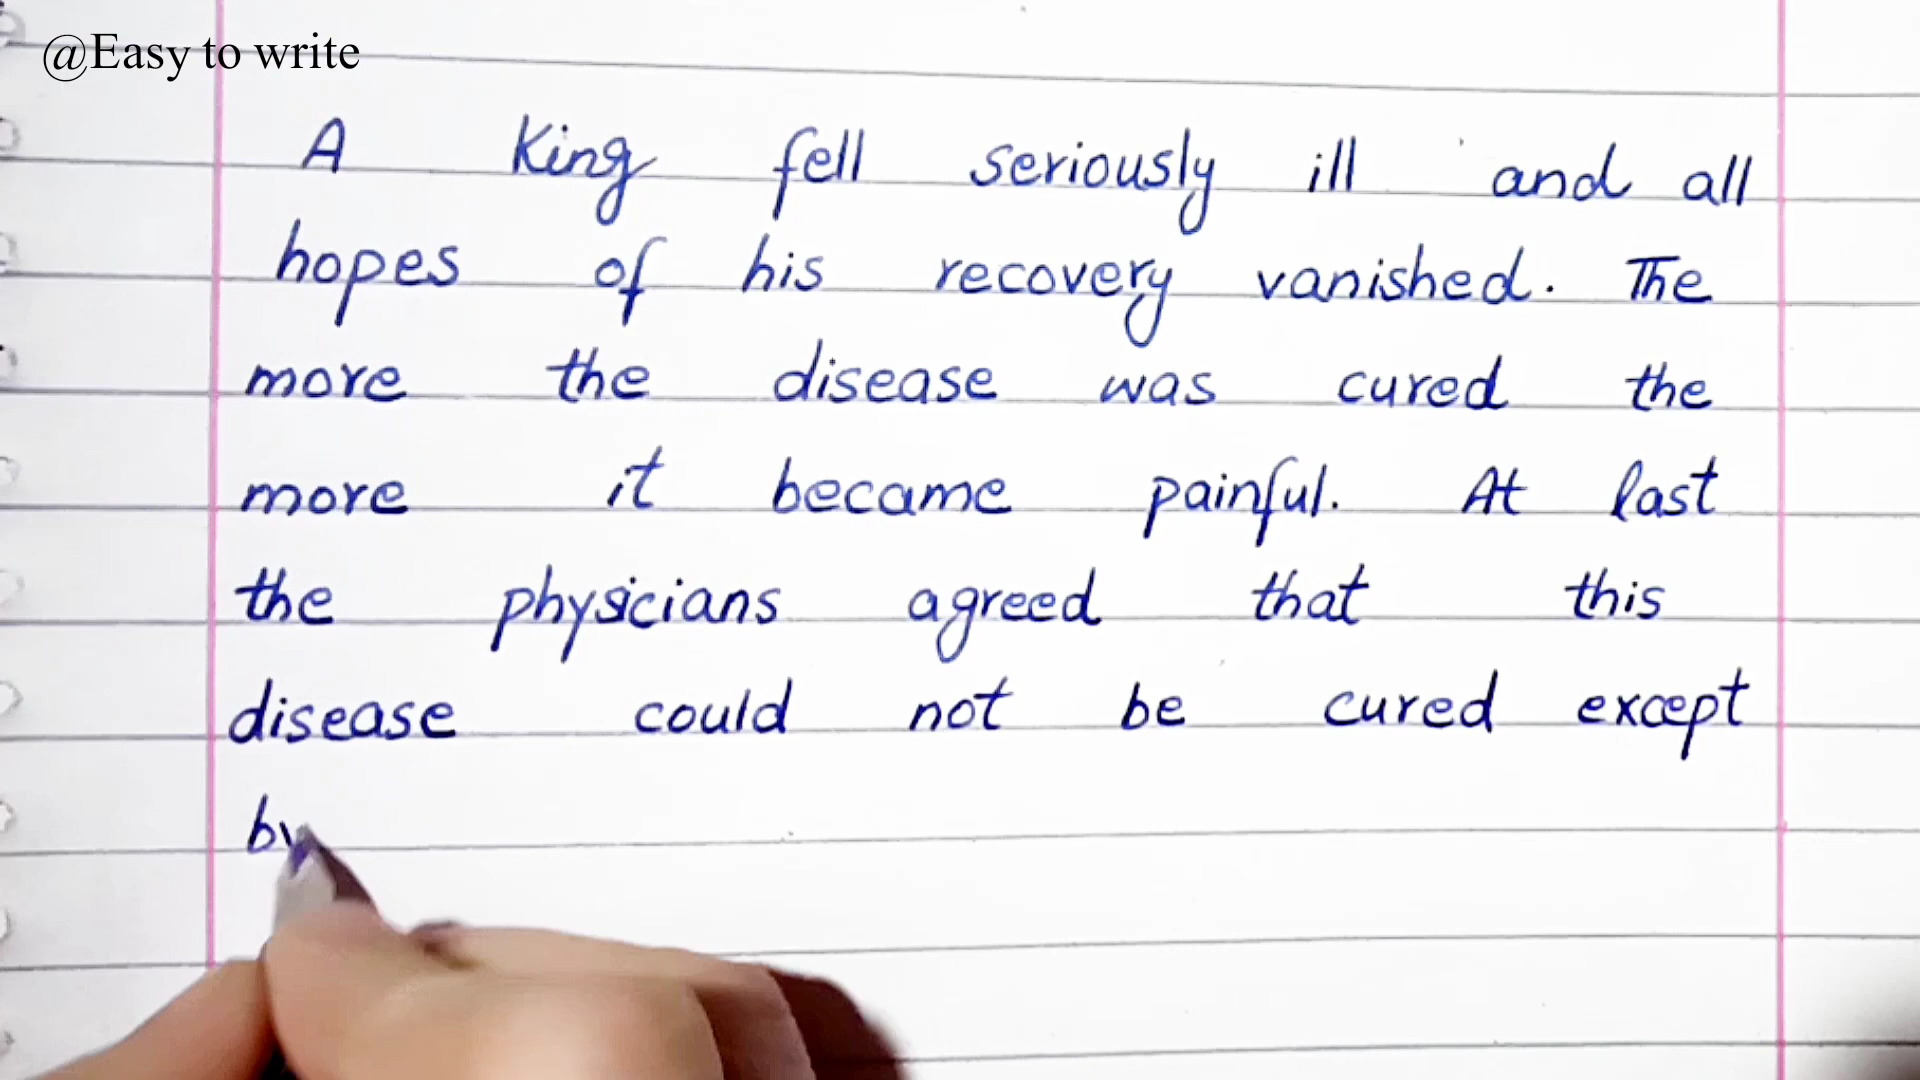 @Easy to write
A King fell seriously ill and all
hopes of his recovery vanished. The
more the disease was cured the
more it became painful. At last
the physicians agreed that this
disease could not be cured except
by